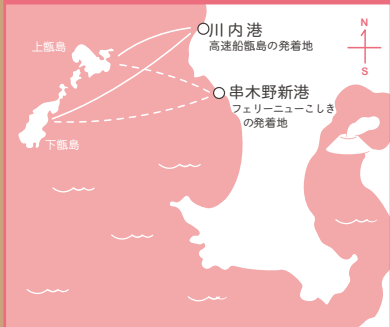 川内港
高速船甑島の発着地
N
S
上甑島
串木野新港
フェリーニューこしき
の発着地
下甑島